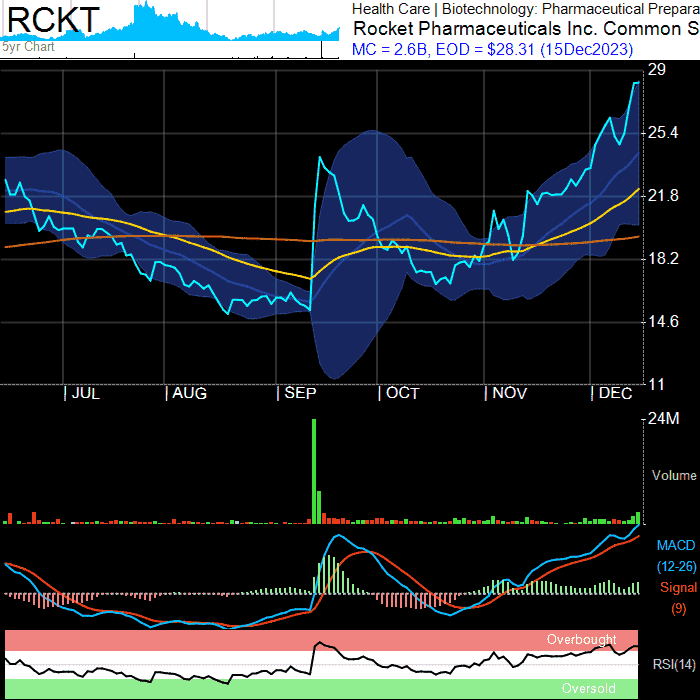 RCKT
5yr Chart
Health Care | Biotechnology: Pharmaceutical Prepara
Rocket Pharmaceuticals Inc. Common S
MC = 2.6B, EOD = $28.31 (15Dec2023)
29
25.4
21.8
18.2
14.6
11
| JUL | AUG | SEP | OCT | NOV | DEC
24M
Volume
MACD
(12-26)
Signal
(9)
Overbought
RSI(14)
Oversold